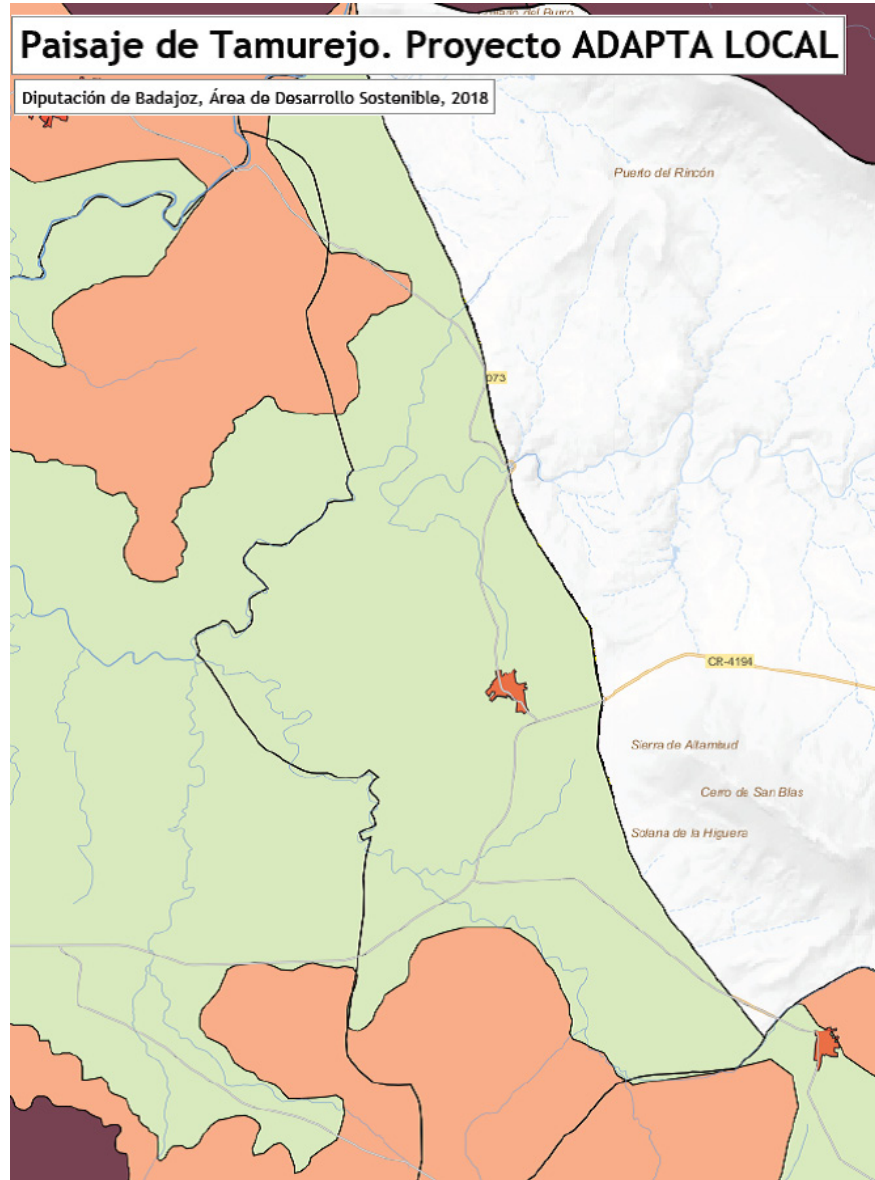 Paisaje de Tamurejo. Proyecto ADAPTA LOCAL
Diputación de Badajoz, Área de Desarrollo Sostenible, 2018
Puerto del Rincón
073
CR-4194
Sierra de Altambud
Cerro de San Blas
Solana de la Higuera